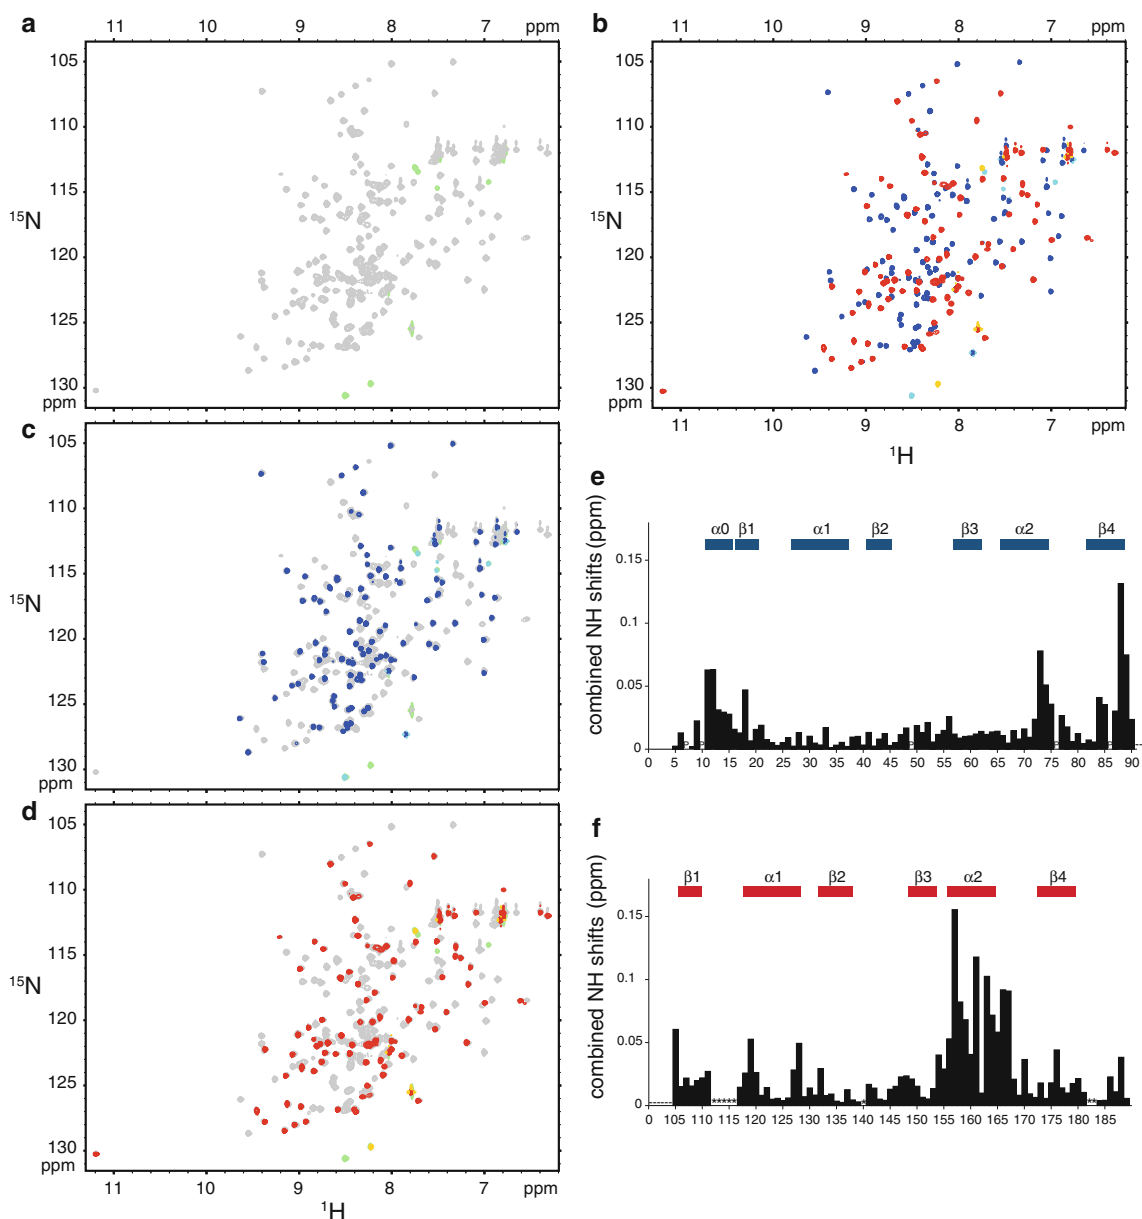 a
11 10 9 8 7 ppm
105
110
115
120
125
130
ppm
15N
b
11 10 9 8 7 ppm
105
110
115
120
125
130
ppm
15N
11 10 9 8 7 ppm
1H
c
105
110
115
120
125
130
ppm
15N
d
105
110
115
120
125
130
ppm
15N
11 10 9 8 7 ppm
1H
e
combined NH shifts (ppm)
α0 β1 α1 β2 β3 α2 β4
0.15
0.1
0.05
0
P P P P P
0 5 10 15 20 25 30 35 40 45 50 55 60 65 70 75 80 85 90
f
combined NH shifts (ppm)
β1 α1 β2 β3 α2 β4
0.15
0.1
0.05
0
***** * **
0 105 110 115 120 125 130 135 140 145 150 155 160 165 170 175 180 185